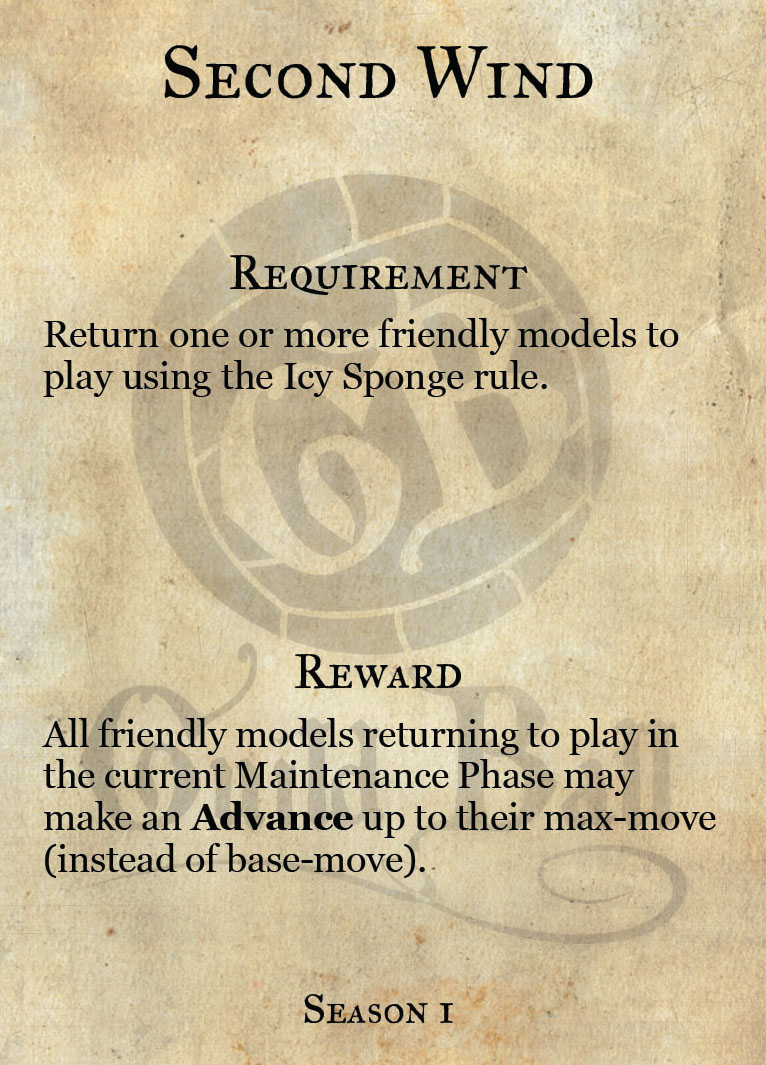 Second Wind
Requirement
Return one or more friendly models to
play using the Icy Sponge rule.
Reward
All friendly models returning to play in
the current Maintenance Phase may
make an Advance up to their max-move
(instead of base-move).
Season 1